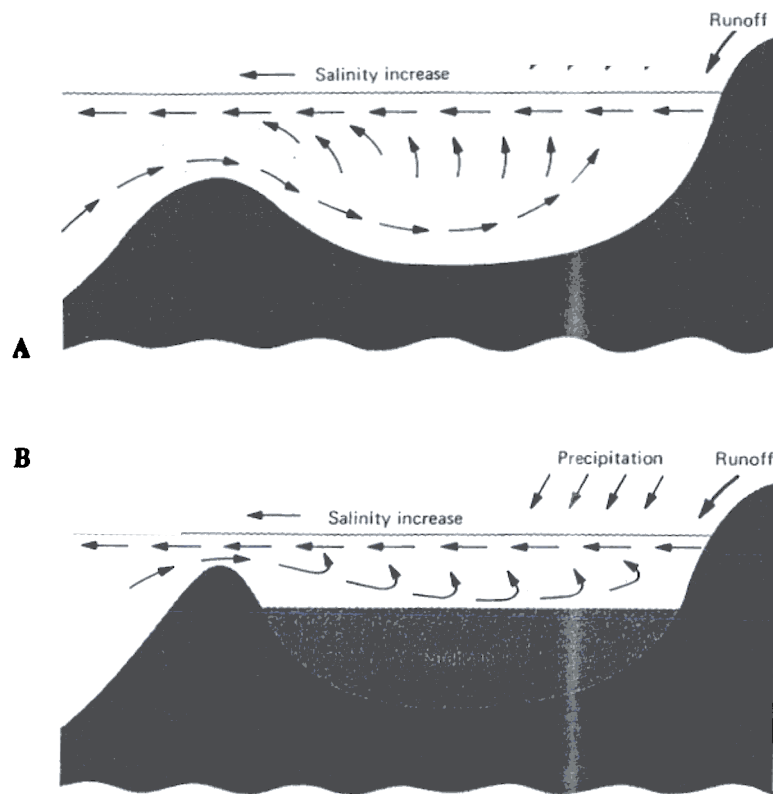 Runoff
Salinity increase
A
B
Precipitation
Runoff
Salinity increase